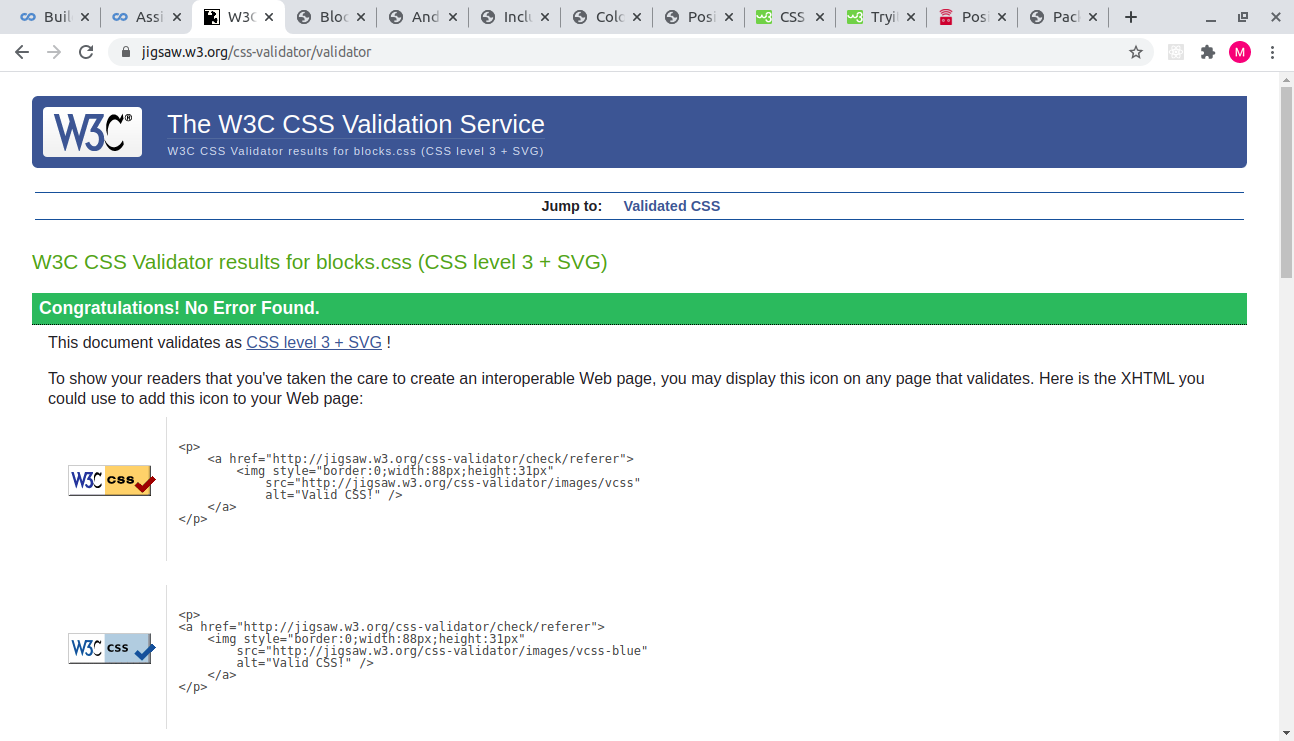 Buil
Assi
W3C
Bloc
And
Inclu
Colo
Posi
CSS
Tryi
Posi
Pack
jigsaw.w3.org/css-validator/validator
M
W3C®
The W3C CSS Validation Service
W3C CSS Validator results for blocks.css (CSS level 3 + SVG)
Jump to: Validated CSS
W3C CSS Validator results for blocks.css (CSS level 3 + SVG)
Congratulations! No Error Found.
This document validates as CSS level 3 + SVG !
To show your readers that you've taken the care to create an interoperable Web page, you may display this icon on any page that validates. Here is the XHTML you
could use to add this icon to your Web page:
W3C css
<p>
<a href="http://jigsaw.w3.org/css-validator/check/referer">
<img style="border:0;width:88px;height:31px"
src="http://jigsaw.w3.org/css-validator/images/vcss"
alt="Valid CSS!" />
</a>
</p>
W3C css
<p>
<a href="http://jigsaw.w3.org/css-validator/check/referer">
<img style="border:0;width:88px;height:31px"
src="http://jigsaw.w3.org/css-validator/images/vcss-blue"
alt="Valid CSS!" />
</a>
</p>